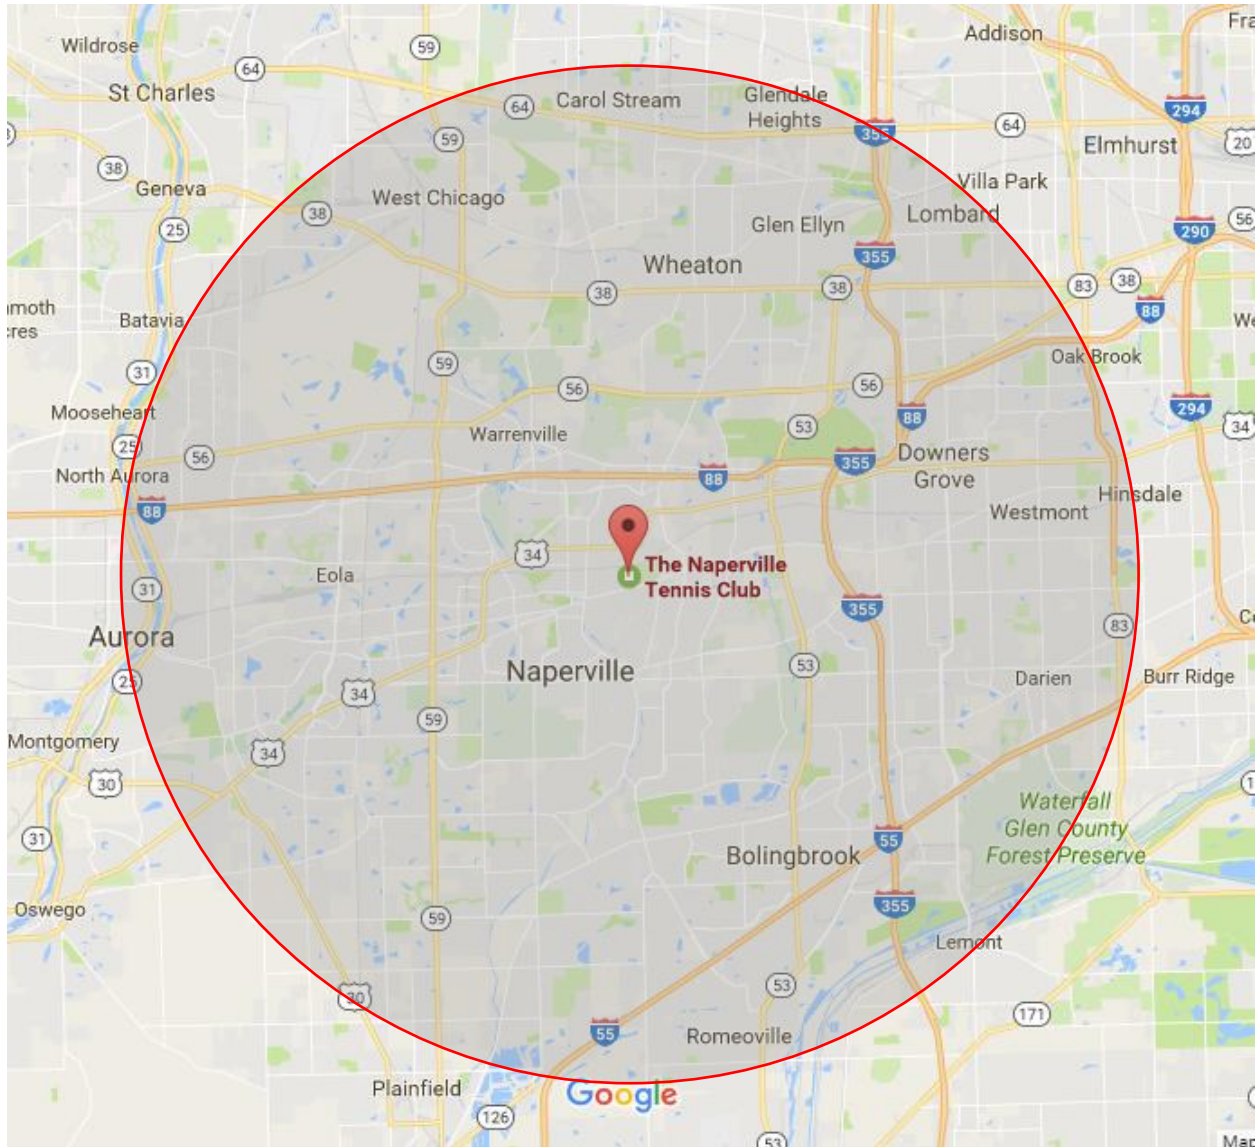 Wildrose
59
Addison
Fra
64
St Charles
64
Carol Stream
Glendale
Heights
294
355
64
38
59
20
Elmhurst
Geneva
West Chicago
Villa Park
38
Lombard
25
Glen Ellyn
56
290
355
Wheaton
38
38
83
38
moth
cres
Batavia
88
We
31
59
56
56
Oak Brook
Mooseheart
88
294
25
Warrenville
53
34
56
355
Downers
Grove
North Aurora
88
88
Hinsdale
Westmont
34
The Naperville
Tennis Club
Eola
31
355
Aurora
83
Naperville
53
25
34
Darien
Burr Ridge
59
Montgomery
34
30
Waterfall
Glen County
Forest Preserve
31
55
Bolingbrook
355
Oswego
59
Lemont
30
53
171
55
Romeoville
Plainfield
Google
126
53
Map